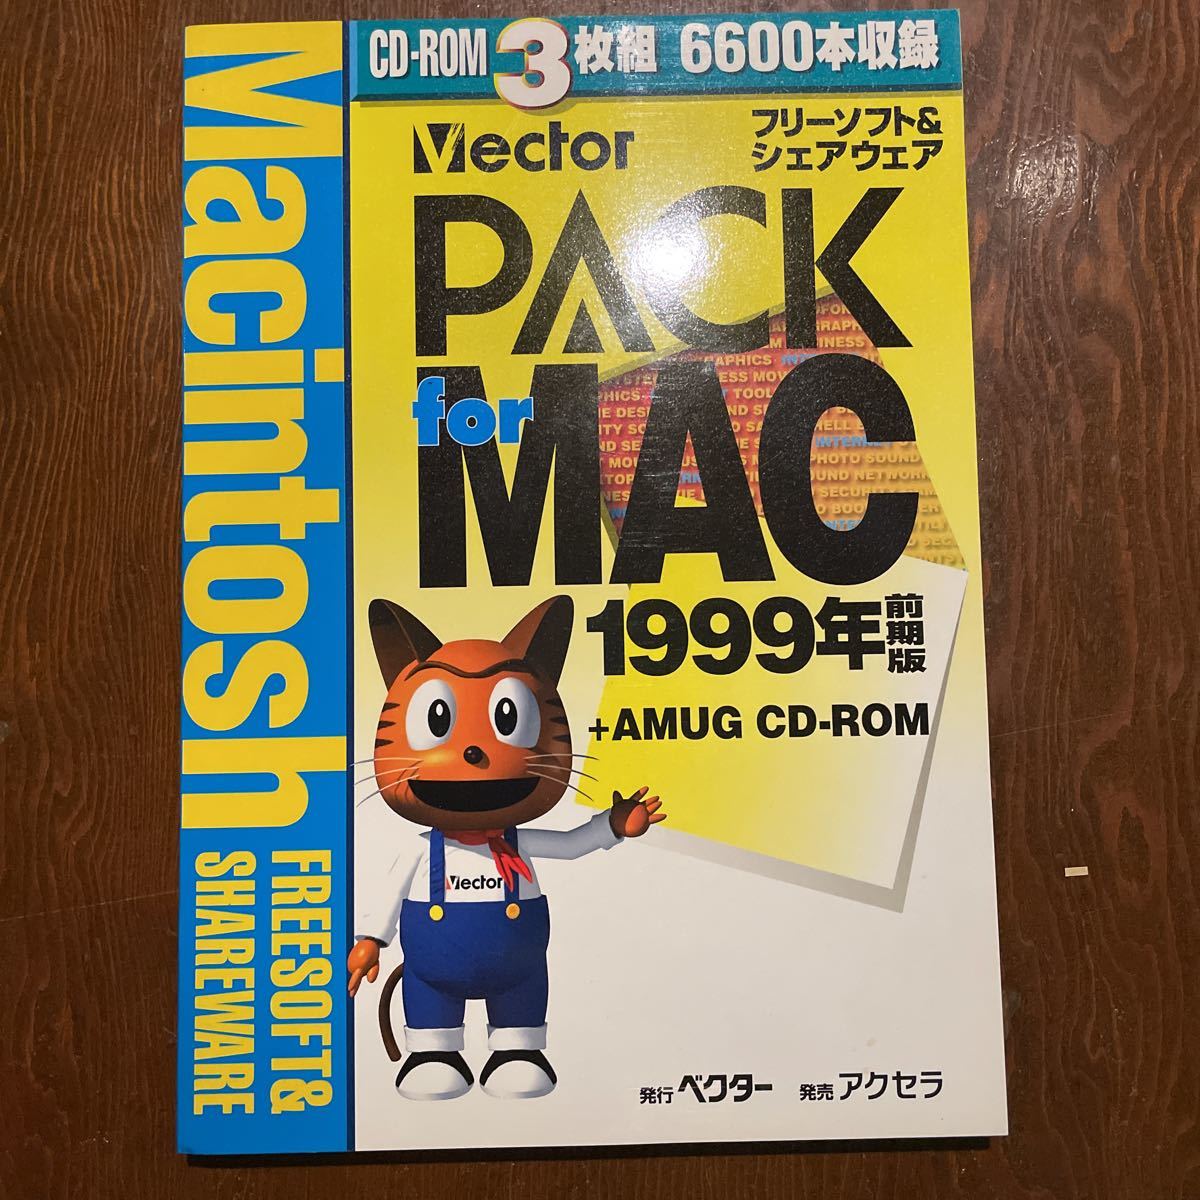 CD-ROM 3枚組 6600本収録
Vector
フリーソフト&
シェアウェア
PACK
for
MAC
1999年 前期版
+AMUG CD-ROM
Macintosh
FREESOFT&
SHAREWARE
Vector
発行 ベクター 発売 アクセラ